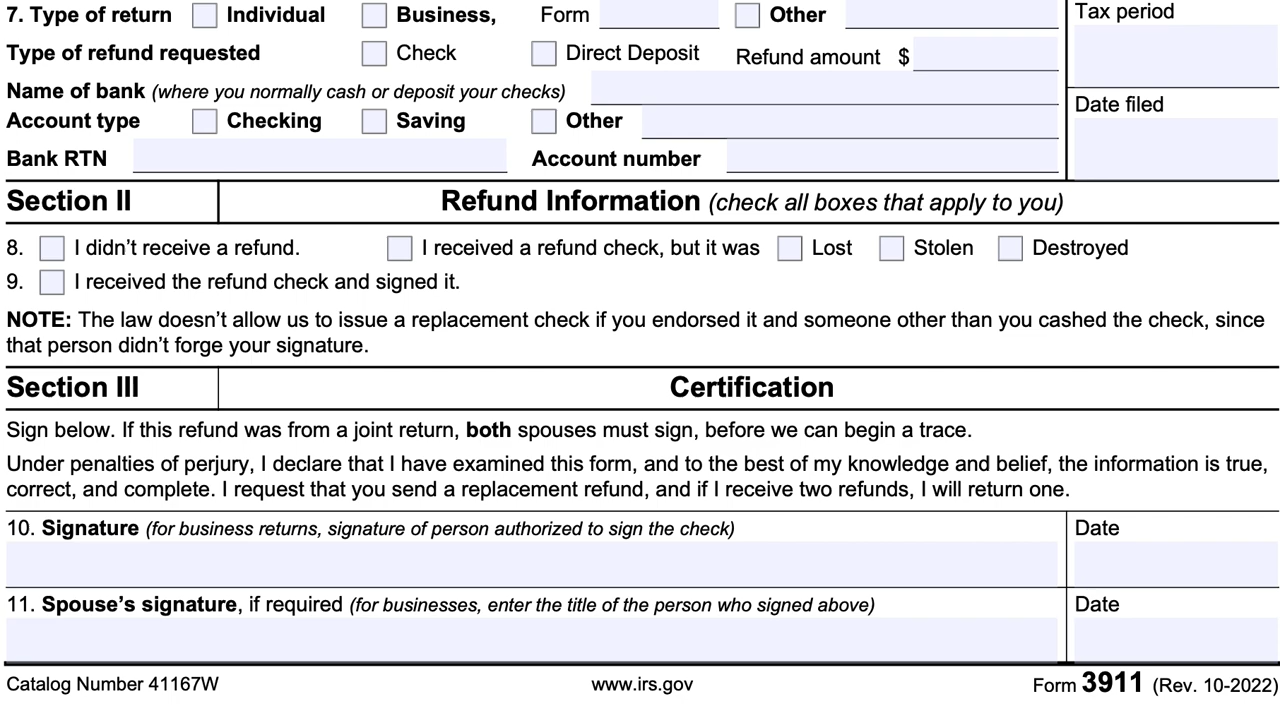 7. Type of return Individual Business, Form Other Tax period
Type of refund requested Check Direct Deposit Refund amount $
Name of bank (where you normally cash or deposit your checks)
Date filed
Account type Checking Saving Other
Bank RTN Account number
Section II Refund Information (check all boxes that apply to you)
8. I didn’t receive a refund. I received a refund check, but it was Lost Stolen Destroyed
9. I received the refund check and signed it.
NOTE: The law doesn’t allow us to issue a replacement check if you endorsed it and someone other than you cashed the check, since
that person didn’t forge your signature.
Section III Certification
Sign below. If this refund was from a joint return, both spouses must sign, before we can begin a trace.
Under penalties of perjury, I declare that I have examined this form, and to the best of my knowledge and belief, the information is true,
correct, and complete. I request that you send a replacement refund, and if I receive two refunds, I will return one.
10. Signature (for business returns, signature of person authorized to sign the check) Date
11. Spouse’s signature, if required (for businesses, enter the title of the person who signed above) Date
Catalog Number 41167W www.irs.gov Form 3911 (Rev. 10-2022)